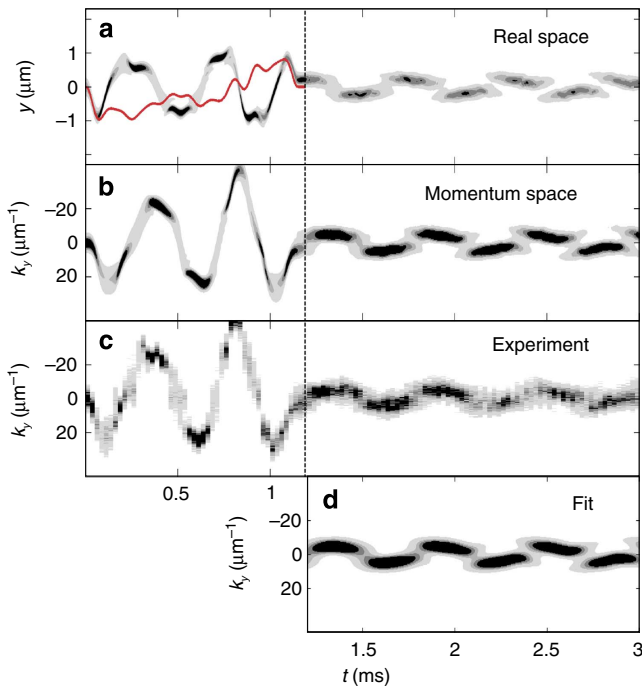 a
Real space
y (μm)
1
0
−1
b
Momentum space
k_y (μm⁻¹)
−20
0
20
c
Experiment
k_y (μm⁻¹)
−20
0
20
0.5
1
d
Fit
k_y (μm⁻¹)
−20
0
20
1.5
2
2.5
3
t (ms)